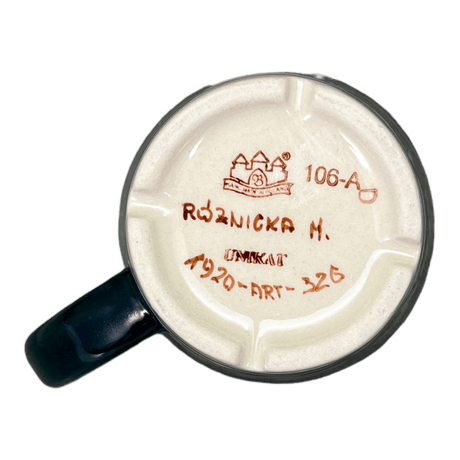 B
®
106-AD
RÓŻNICKA M.
UNIKAT
1920-ART-326